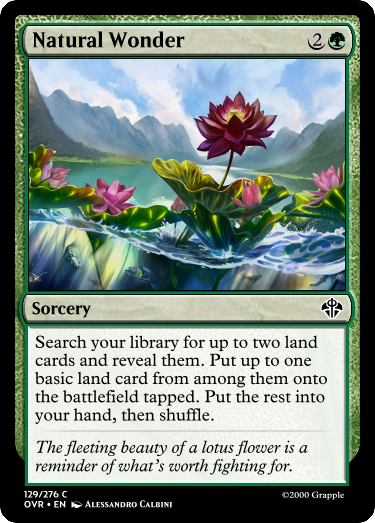 Natural Wonder 2
Sorcery
Search your library for up to two land
cards and reveal them. Put up to one
basic land card from among them onto
the battlefield tapped. Put the rest into
your hand, then shuffle.
The fleeting beauty of a lotus flower is a
reminder of what's worth fighting for.
129/276 C
OVR • EN Alessandro Calbini
©2000 Grapple